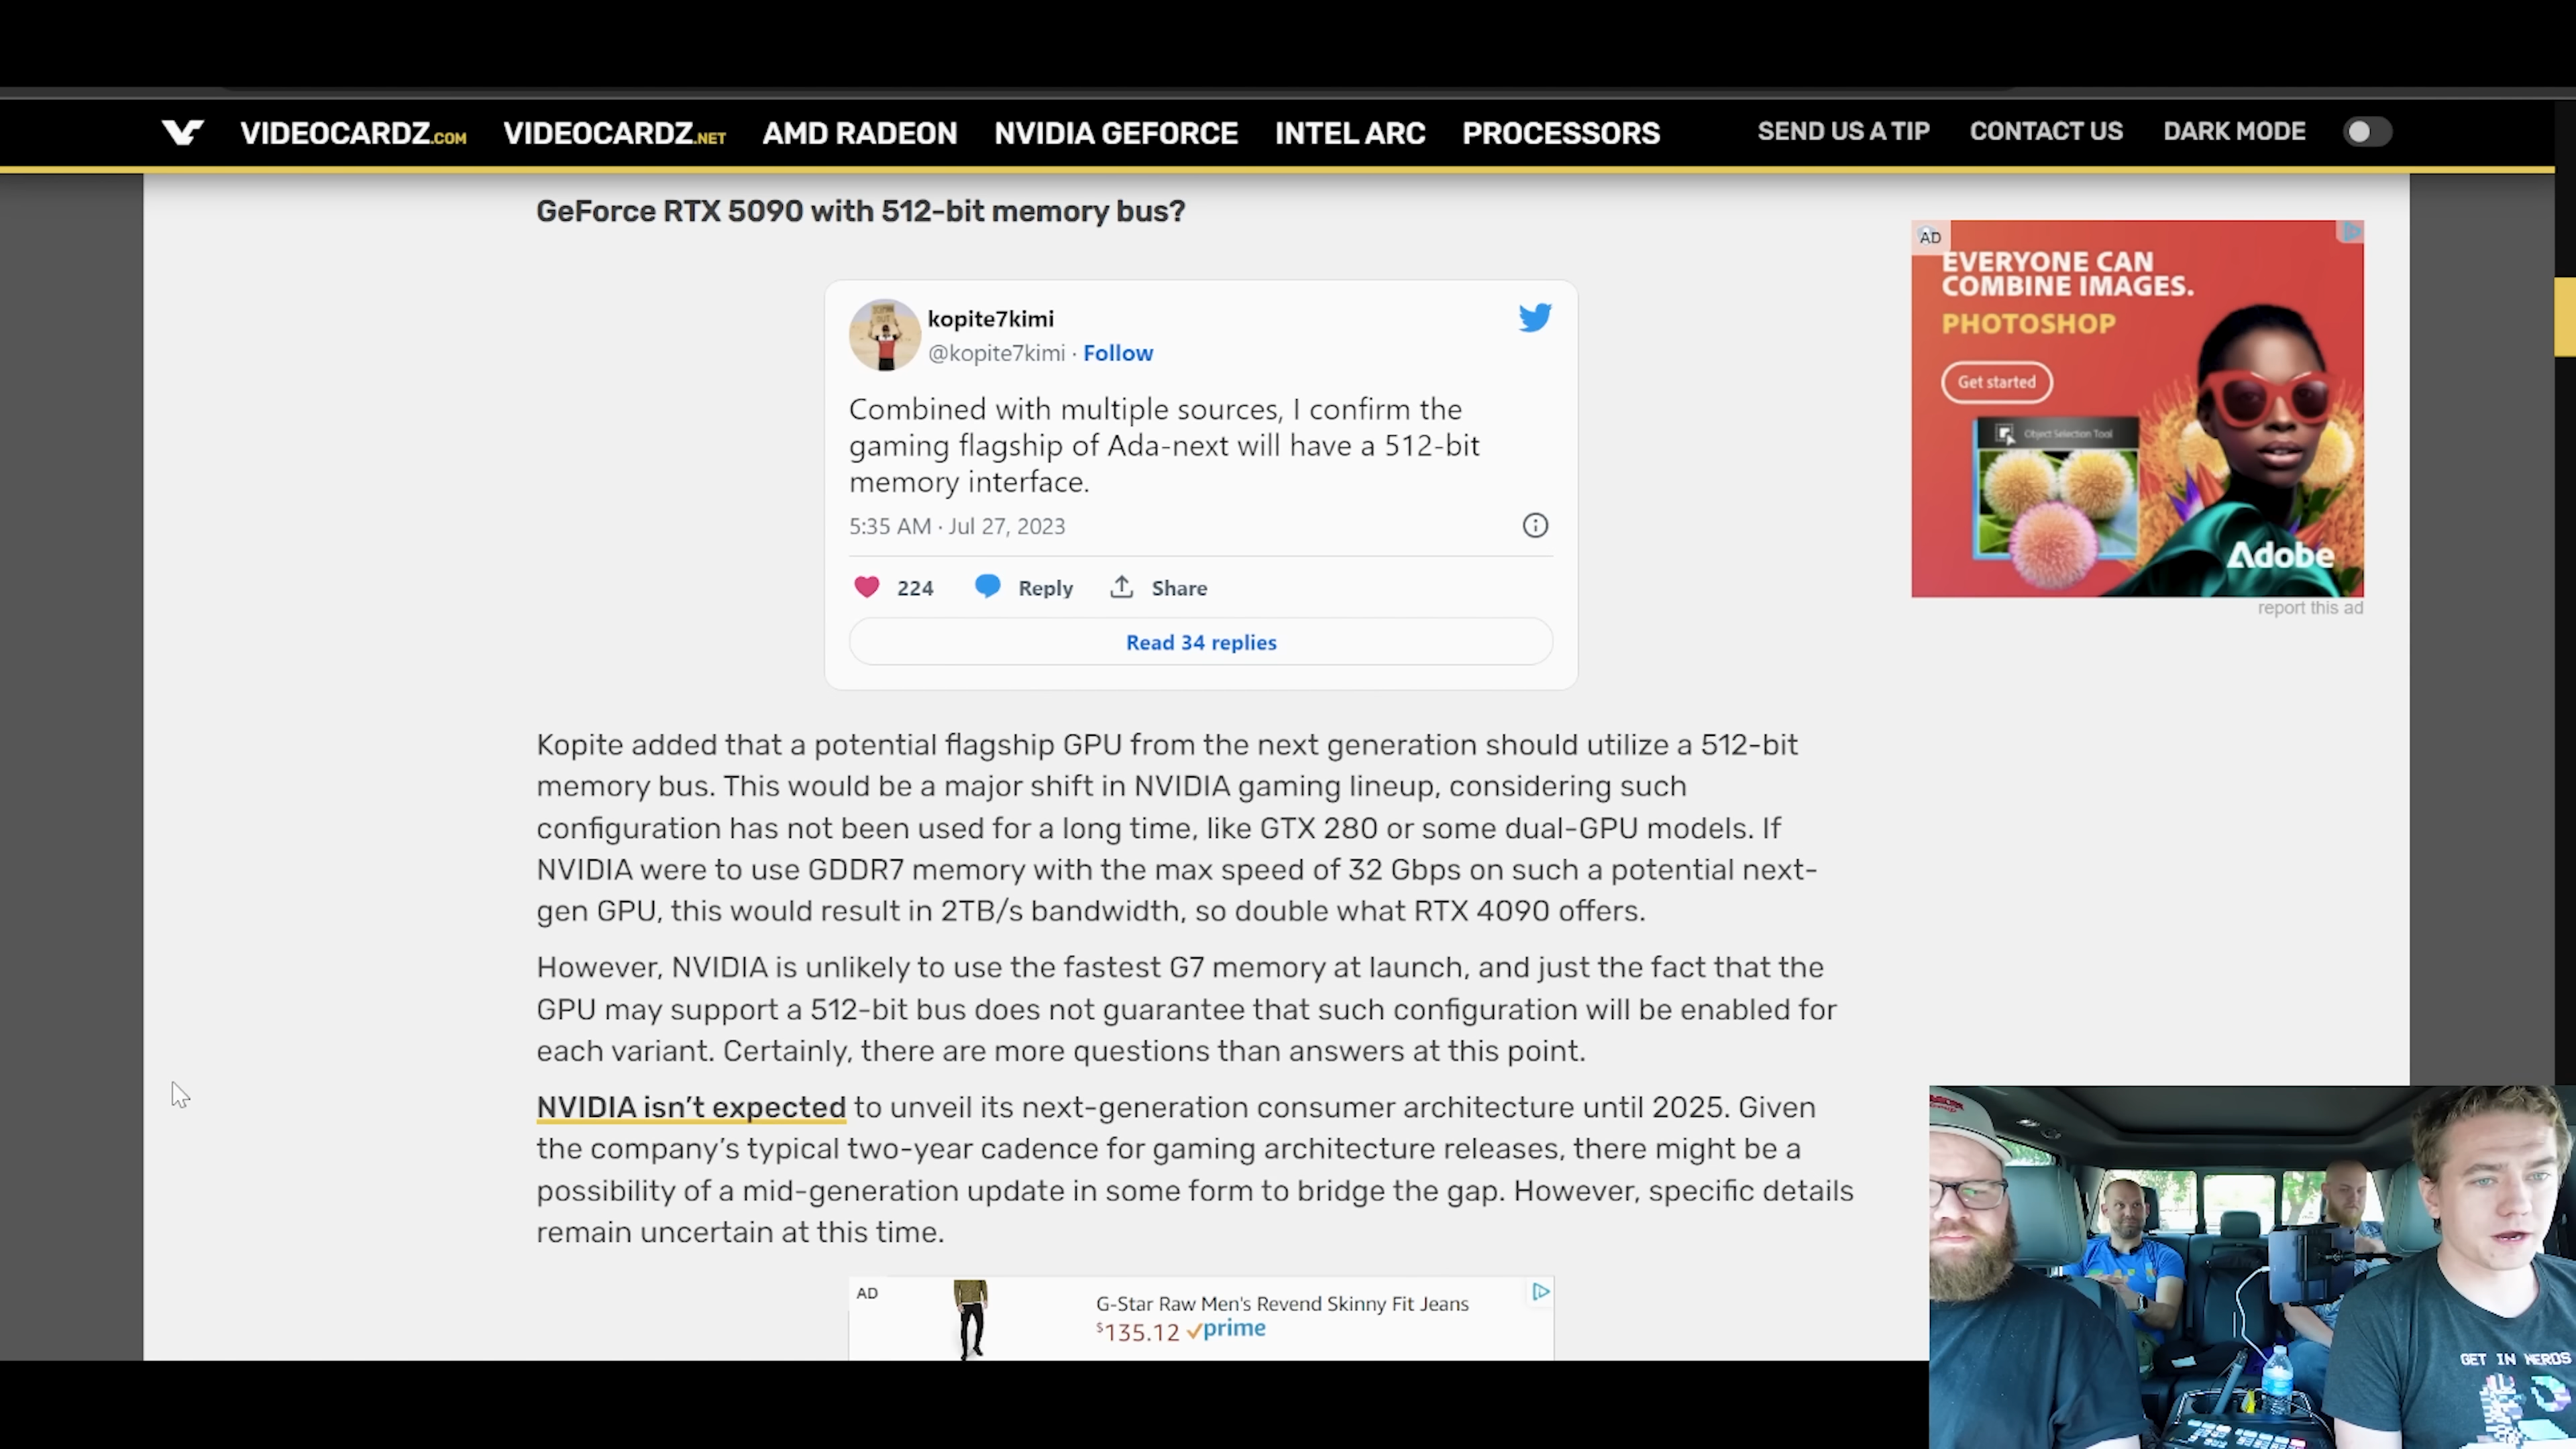 VIDEOCARDZ.COM VIDEOCARDZ.NET AMD RADEON NVIDIA GEFORCE INTEL ARC PROCESSORS SEND US A TIP CONTACT US DARK MODE
GeForce RTX 5090 with 512-bit memory bus?
kopite7kimi
@kopite7kimi · Follow
Combined with multiple sources, I confirm the
gaming flagship of Ada-next will have a 512-bit
memory interface.
5:35 AM · Jul 27, 2023
224 Reply Share
Read 34 replies
AD
EVERYONE CAN
COMBINE IMAGES.
PHOTOSHOP
Get started
Object Selection Tool
Adobe
report this ad
Kopite added that a potential flagship GPU from the next generation should utilize a 512-bit
memory bus. This would be a major shift in NVIDIA gaming lineup, considering such
configuration has not been used for a long time, like GTX 280 or some dual-GPU models. If
NVIDIA were to use GDDR7 memory with the max speed of 32 Gbps on such a potential next-
gen GPU, this would result in 2TB/s bandwidth, so double what RTX 4090 offers.
However, NVIDIA is unlikely to use the fastest G7 memory at launch, and just the fact that the
GPU may support a 512-bit bus does not guarantee that such configuration will be enabled for
each variant. Certainly, there are more questions than answers at this point.
NVIDIA isn't expected to unveil its next-generation consumer architecture until 2025. Given
the company's typical two-year cadence for gaming architecture releases, there might be a
possibility of a mid-generation update in some form to bridge the gap. However, specific details
remain uncertain at this time.
AD
G-Star Raw Men's Revend Skinny Fit Jeans
$135.12 prime
GET IN NERDS